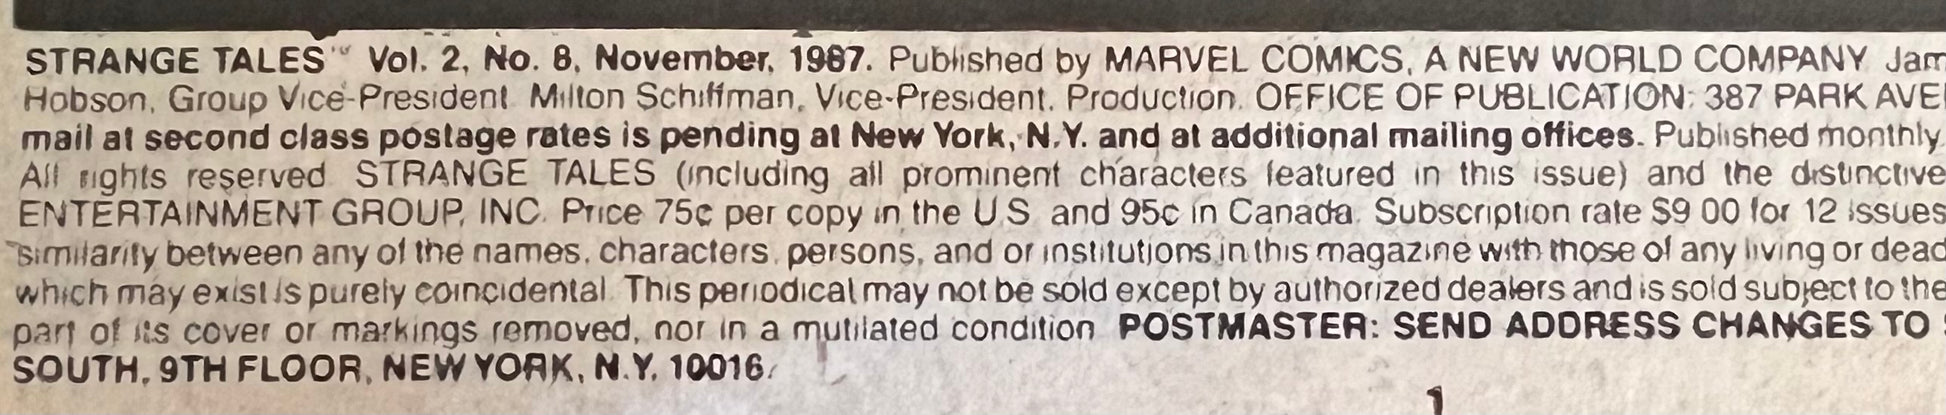 STRANGE TALES™ Vol. 2, No. 8, November, 1987. Published by MARVEL COMICS, A NEW WORLD COMPANY Jam
Hobson, Group Vice-President Milton Schiffman, Vice-President, Production. OFFICE OF PUBLICATION: 387 PARK AVE
mail at second class postage rates is pending at New York, N.Y. and at additional mailing offices. Published monthly.
All rights reserved STRANGE TALES (including all prominent characters featured in this issue) and the distinctive
ENTERTAINMENT GROUP, INC. Price 75¢ per copy in the U.S. and 95¢ in Canada. Subscription rate $9 00 for 12 issues
similarity between any of the names, characters, persons, and or institutions in this magazine with those of any living or dead
which may exist is purely coincidental. This periodical may not be sold except by authorized dealers and is sold subject to the
part of its cover or markings removed, nor in a mutilated condition POSTMASTER: SEND ADDRESS CHANGES TO
SOUTH, 9TH FLOOR, NEW YORK, N.Y. 10016.
1